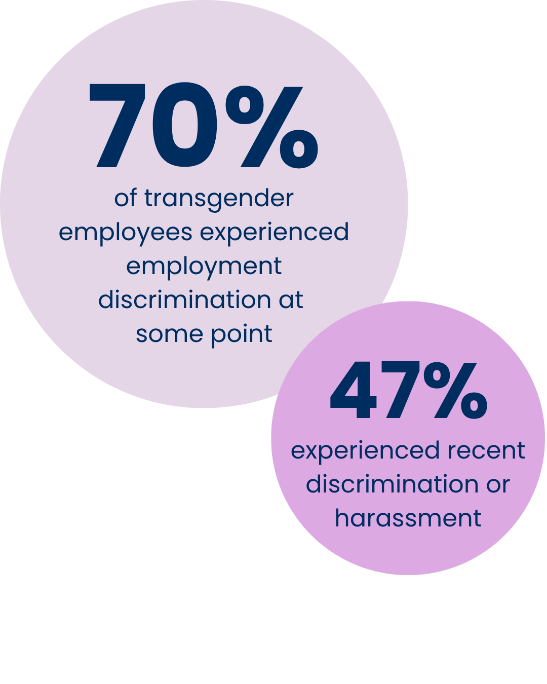 70%
of transgender
employees experienced
employment
discrimination at
some point
47%
experienced recent
discrimination or
harassment